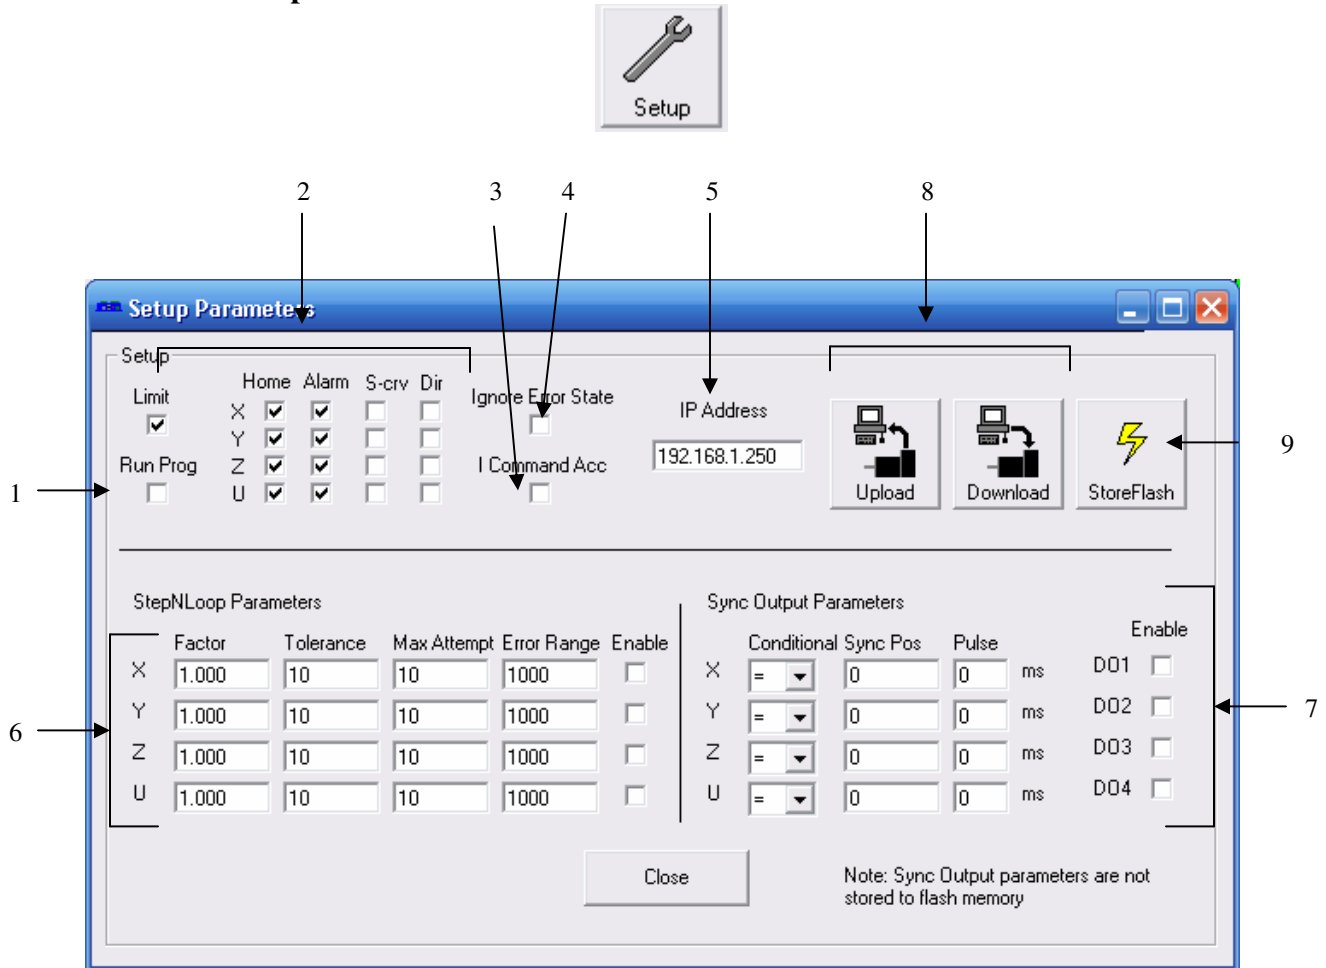 Setup
2 3 4 5 8
Setup Parameters
Setup
Home Alarm S-crv Dir
Limit
Ignore Error State
IP Address
X
Y
192.168.1.250
Run Prog
Z
I Command Acc
U
Upload
Download
StoreFlash
1
9
StepNLoop Parameters
Factor Tolerance Max Attempt Error Range Enable
X 1.000 10 10 1000
Y 1.000 10 10 1000
Z 1.000 10 10 1000
U 1.000 10 10 1000
6
Sync Output Parameters
Conditional Sync Pos Pulse
Enable
X = 0 0 ms DO1
Y = 0 0 ms DO2
Z = 0 0 ms DO3
U = 0 0 ms DO4
7
Close
Note: Sync Output parameters are not
stored to flash memory